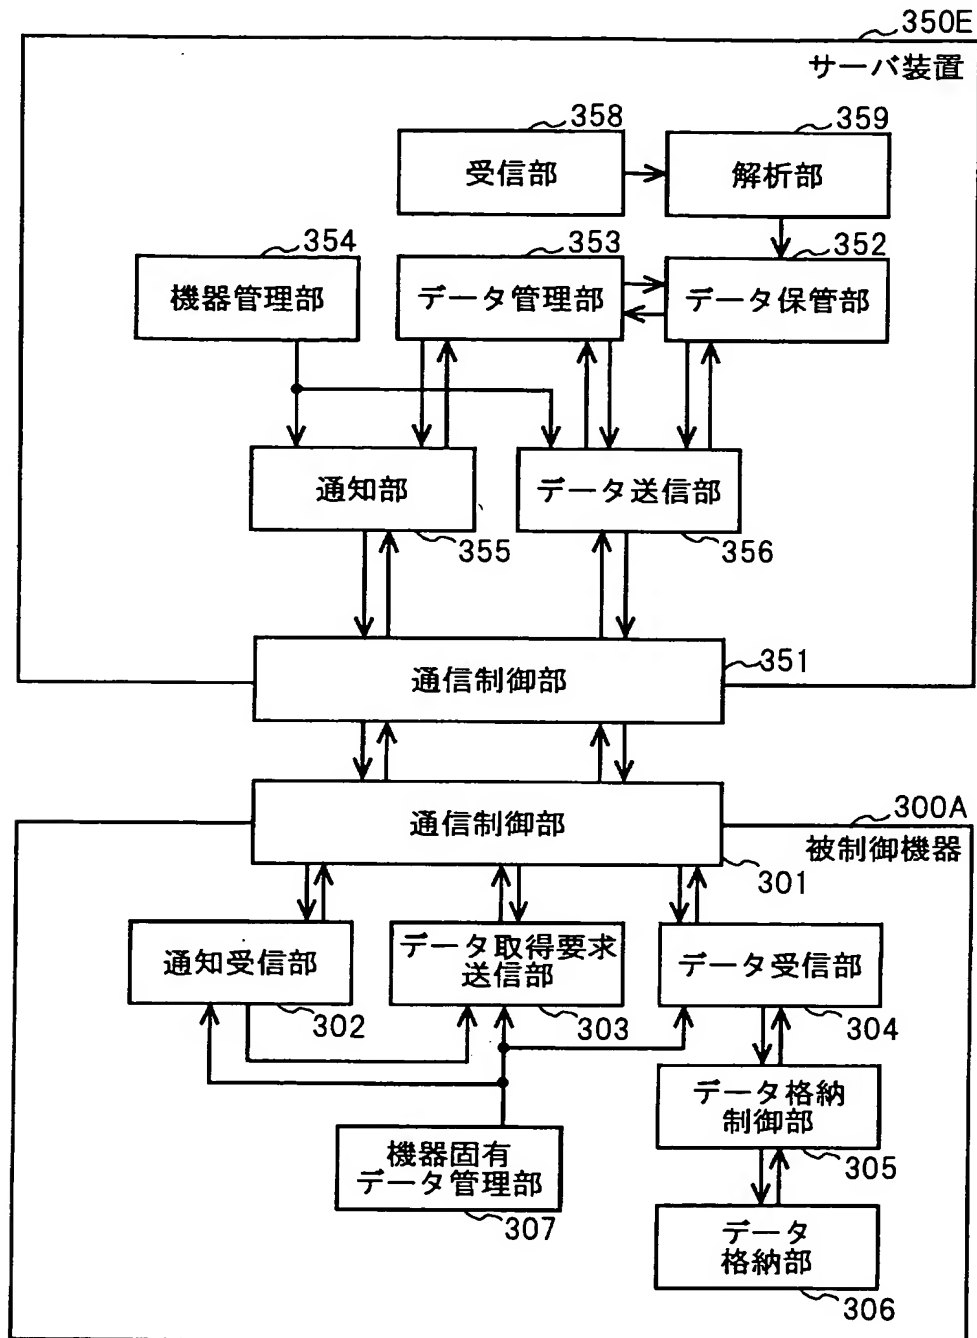 350E
サーバ装置
358
受信部
359
解析部
354
機器管理部
353
データ管理部
352
データ保管部
通知部
355
データ送信部
356
通信制御部
351
通信制御部
301
300A
被制御機器
通知受信部
302
データ取得要求
送信部
303
データ受信部
304
データ格納
制御部
305
機器固有
データ管理部
307
データ
格納部
306